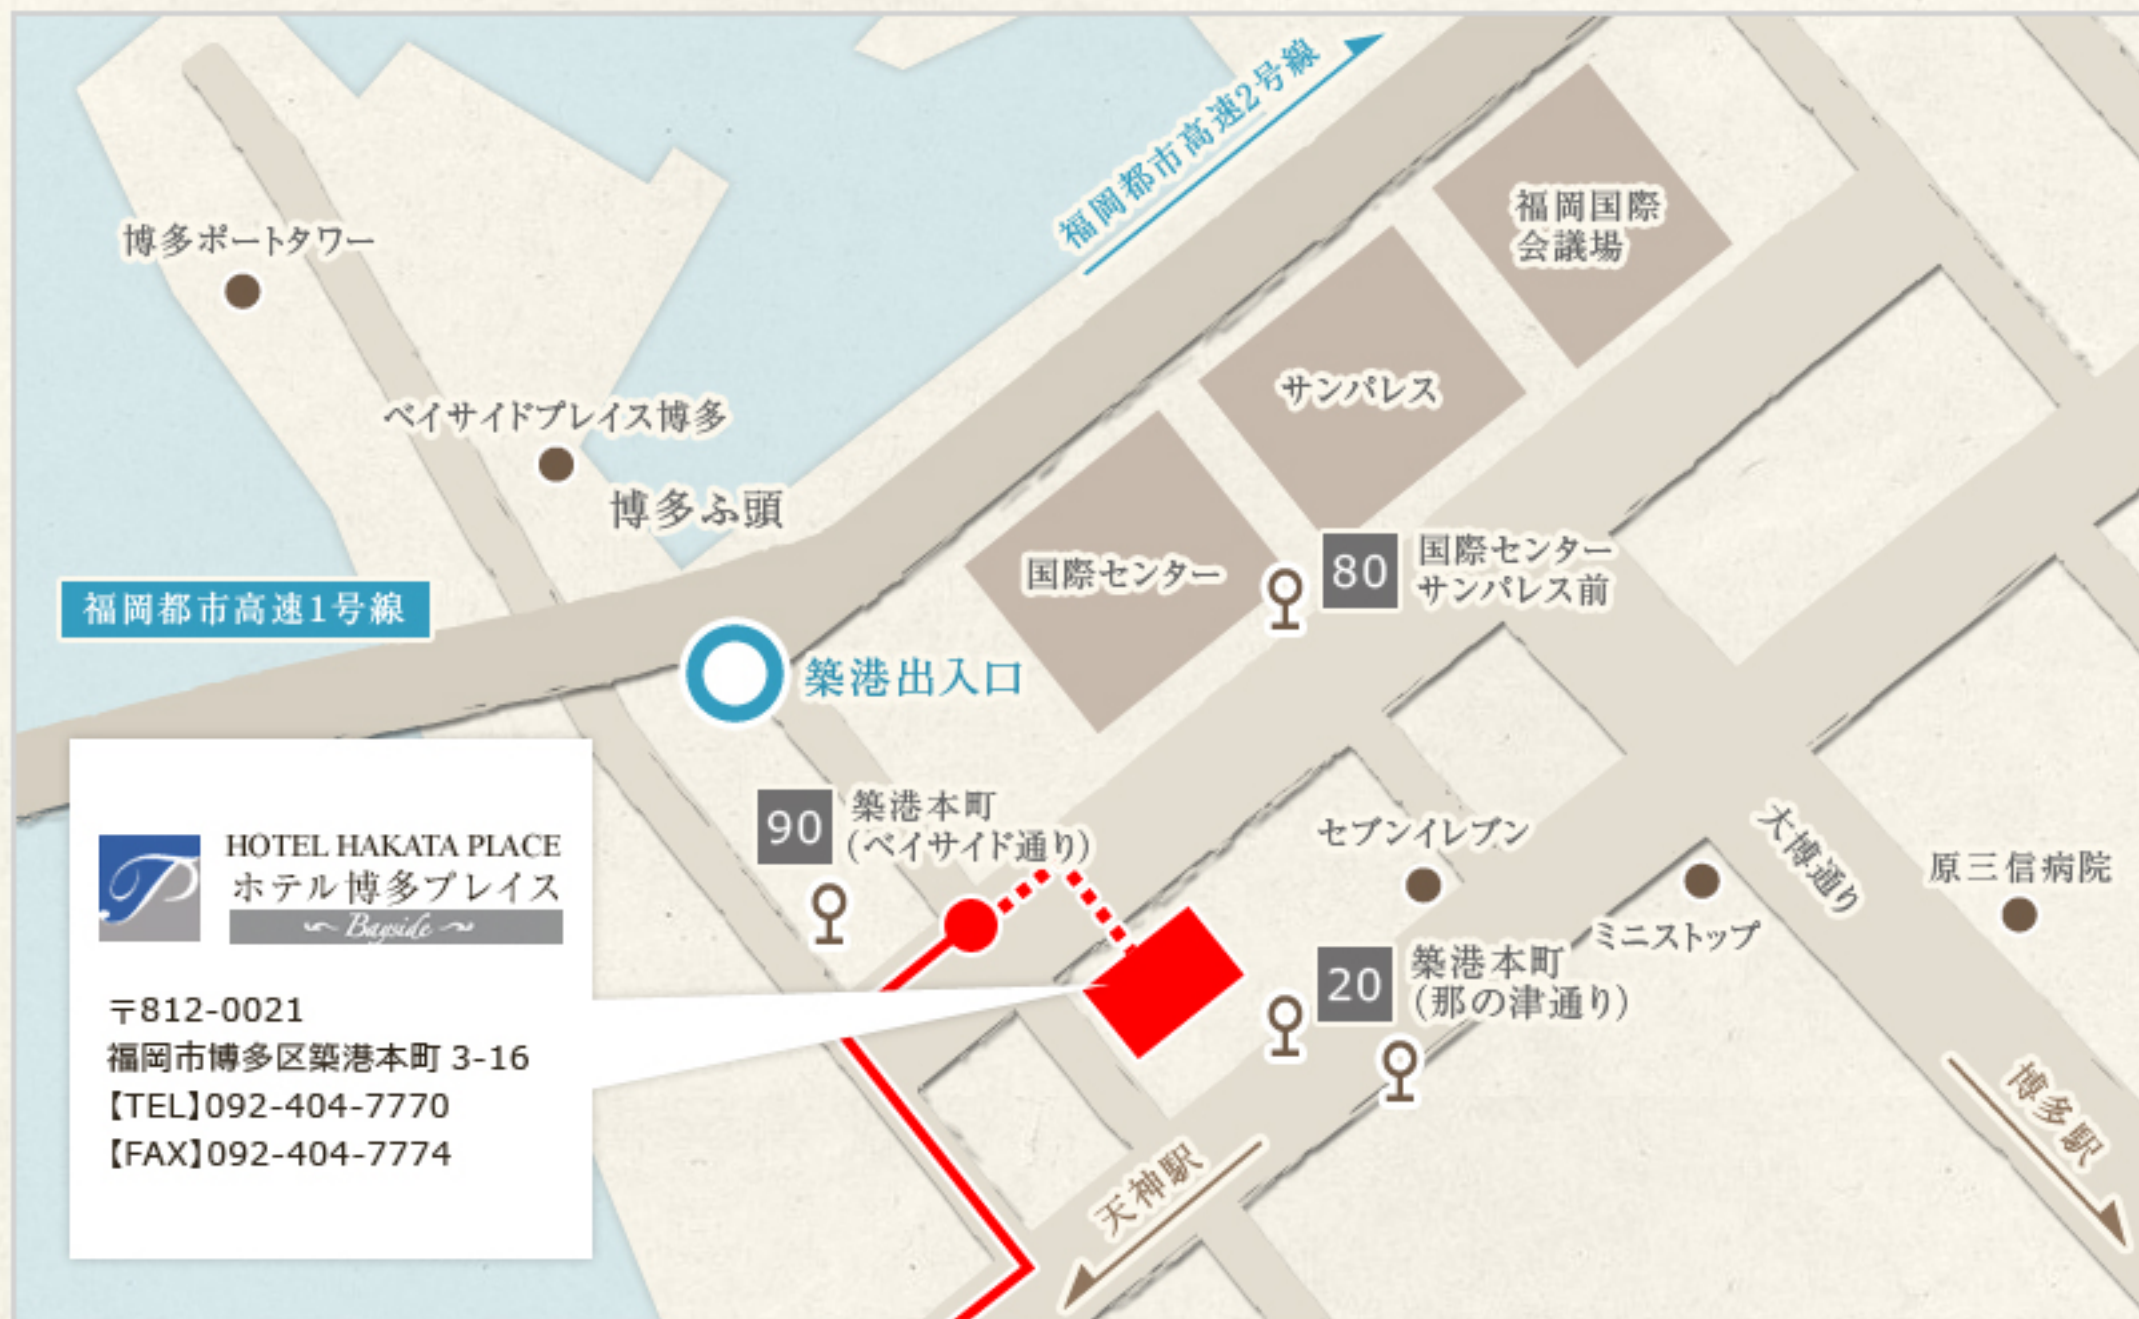 福岡都市高速2号線
福岡国際
会議場
博多ポートタワー
サンパレス
ベイサイドプレイス博多
博多ふ頭
国際センター
80
国際センター
サンパレス前
福岡都市高速1号線
築港出入口
90
築港本町
(ベイサイド通り)
セブンイレブン
大博通り
原三信病院
ミニストップ
HOTEL HAKATA PLACE
ホテル博多プレイス
Bayside
20
築港本町
(那の津通り)
〒812-0021
福岡市博多区築港本町 3-16
【TEL】092-404-7770
【FAX】092-404-7774
博多駅
天神駅